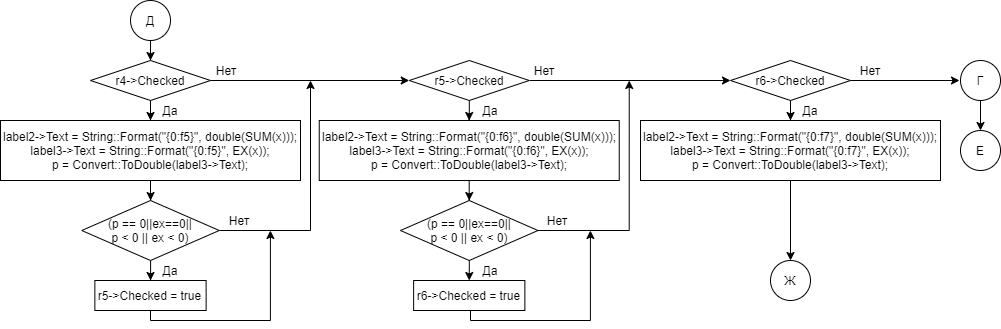 Д
r4->Checked
Нет
Да
label2->Text = String::Format("{0:f5}", double(SUM(x)));
label3->Text = String::Format("{0:f5}", EX(x));
p = Convert::ToDouble(label3->Text);
(p == 0||ex==0||
p < 0 || ex < 0)
Нет
Да
r5->Checked = true
r5->Checked
Нет
Да
label2->Text = String::Format("{0:f6}", double(SUM(x)));
label3->Text = String::Format("{0:f6}", EX(x));
p = Convert::ToDouble(label3->Text);
(p == 0||ex==0||
p < 0 || ex < 0)
Нет
Да
r6->Checked = true
r6->Checked
Нет
Да
label2->Text = String::Format("{0:f7}", double(SUM(x)));
label3->Text = String::Format("{0:f7}", EX(x));
p = Convert::ToDouble(label3->Text);
Ж
Г
Е